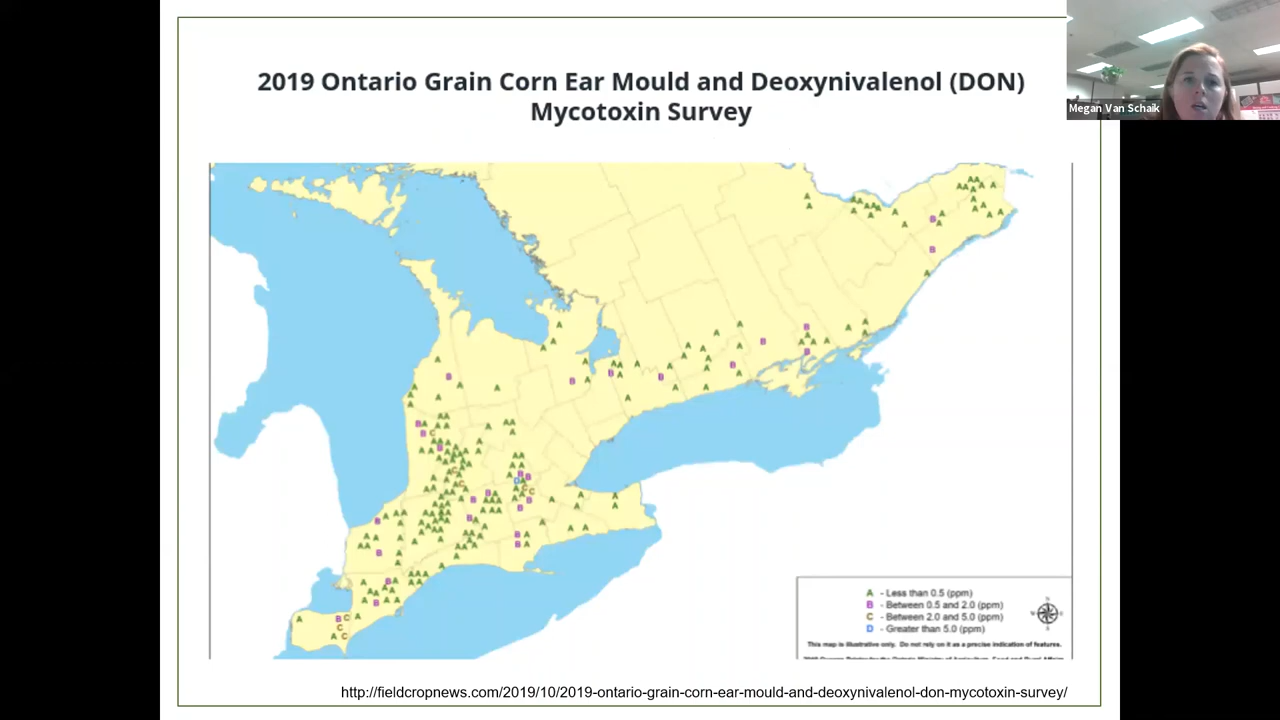 2019 Ontario Grain Corn Ear Mould and Deoxynivalenol (DON)
Mycotoxin Survey
Megan Van Schaik
A - Less than 0.5 (ppm)
B - Between 0.5 and 2.0 (ppm)
C - Between 2.0 and 5.0 (ppm)
D - Greater than 5.0 (ppm)
This map is illustrative only. Do not rely on it as a precise indication of features.
http://fieldcropnews.com/2019/10/2019-ontario-grain-corn-ear-mould-and-deoxynivalenol-don-mycotoxin-survey/